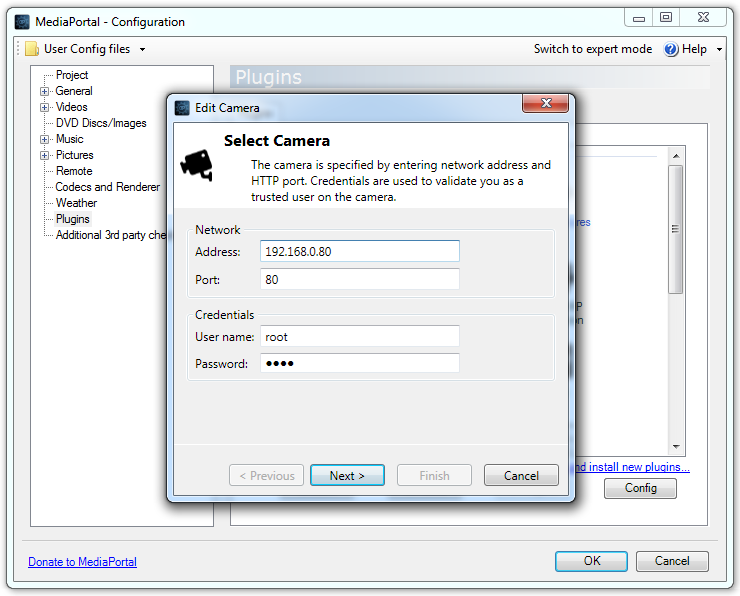 MediaPortal - Configuration
User Config files
Switch to expert mode
Help
Project
General
Videos
DVD Discs/Images
Music
Pictures
Remote
Codecs and Renderer
Weather
Plugins
Additional 3rd party che
Plugins
Edit Camera
Select Camera
The camera is specified by entering network address and
HTTP port. Credentials are used to validate you as a
trusted user on the camera.
Network
Address: 192.168.0.80
Port: 80
Credentials
User name: root
Password: ●●●●
< Previous
Next >
Finish
Cancel
res
P
on
nd install new plugins...
Config
Donate to MediaPortal
OK
Cancel